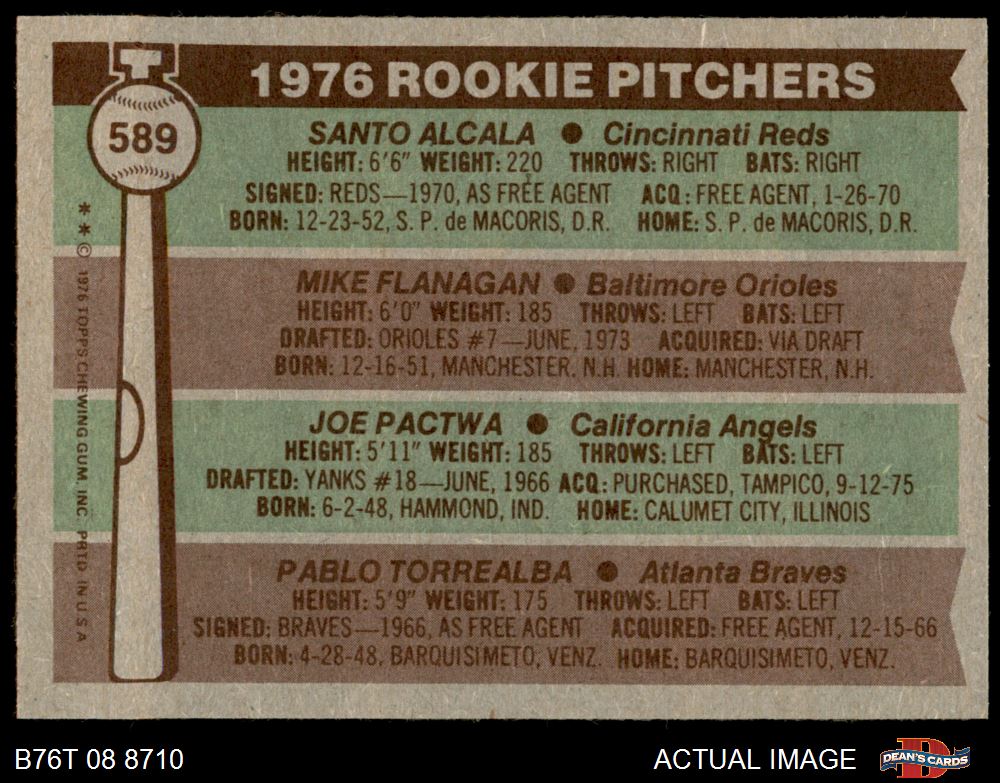 1976 ROOKIE PITCHERS
589
SANTO ALCALA ● Cincinnati Reds
HEIGHT: 6'6" WEIGHT: 220 THROWS: RIGHT BATS: RIGHT
SIGNED: REDS—1970, AS FREE AGENT ACQ: FREE AGENT, 1-26-70
BORN: 12-23-52, S. P. de MACORIS, D.R. HOME: S. P. de MACORIS, D.R.
MIKE FLANAGAN ● Baltimore Orioles
HEIGHT: 6'0" WEIGHT: 185 THROWS: LEFT BATS: LEFT
DRAFTED: ORIOLES #7—JUNE, 1973 ACQUIRED: VIA DRAFT
BORN: 12-16-51, MANCHESTER, N.H. HOME: MANCHESTER, N.H.
JOE PACTWA ● California Angels
HEIGHT: 5'11" WEIGHT: 185 THROWS: LEFT BATS: LEFT
DRAFTED: YANKS #18—JUNE, 1966 ACQ: PURCHASED, TAMPICO, 9-12-75
BORN: 6-2-48, HAMMOND, IND. HOME: CALUMET CITY, ILLINOIS
PABLO TORREALBA ● Atlanta Braves
HEIGHT: 5'9" WEIGHT: 175 THROWS: LEFT BATS: LEFT
SIGNED: BRAVES—1966, AS FREE AGENT ACQUIRED: FREE AGENT, 12-15-66
BORN: 4-28-48, BARQUISIMETO, VENZ. HOME: BARQUISIMETO, VENZ.
** © 1976 TOPPS CHEWING GUM, INC. PRTD. IN U.S.A
B76T 08 8710
ACTUAL IMAGE
DEAN'S CARDS